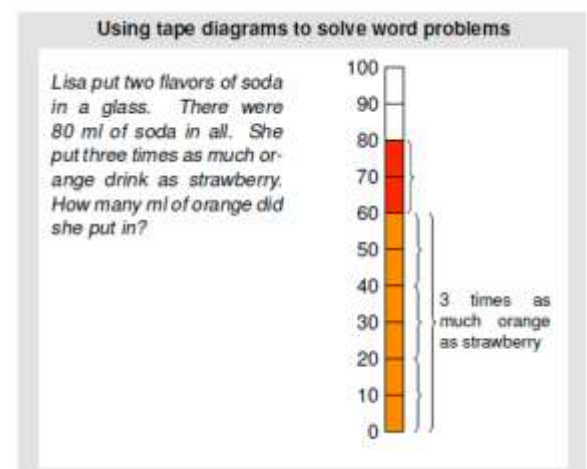 Using tape diagrams to solve word problems
Lisa put two flavors of soda
in a glass. There were
80 ml of soda in all. She
put three times as much or-
ange drink as strawberry.
How many ml of orange did
she put in?
100
90
80
70
60
50
40
30
20
10
0
3 times as
much orange
as strawberry